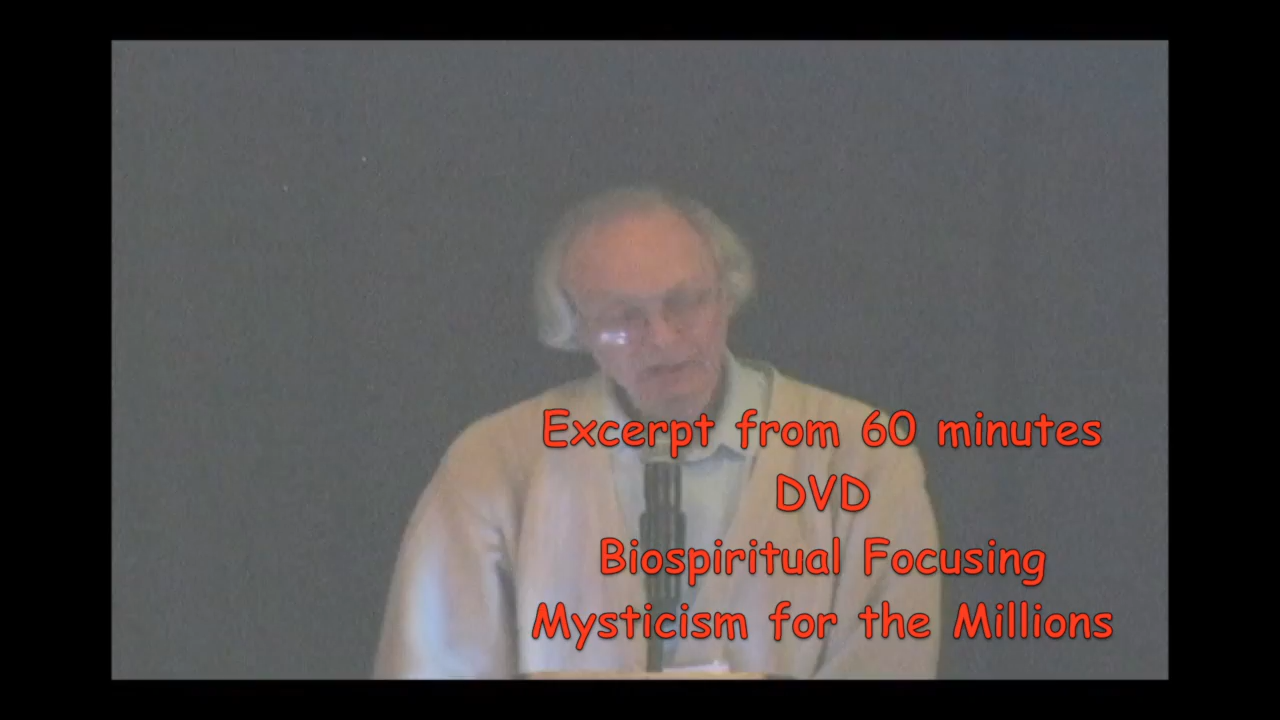 Excerpt from 60 minutes
DVD
Biospiritual Focusing
Mysticism for the Millions